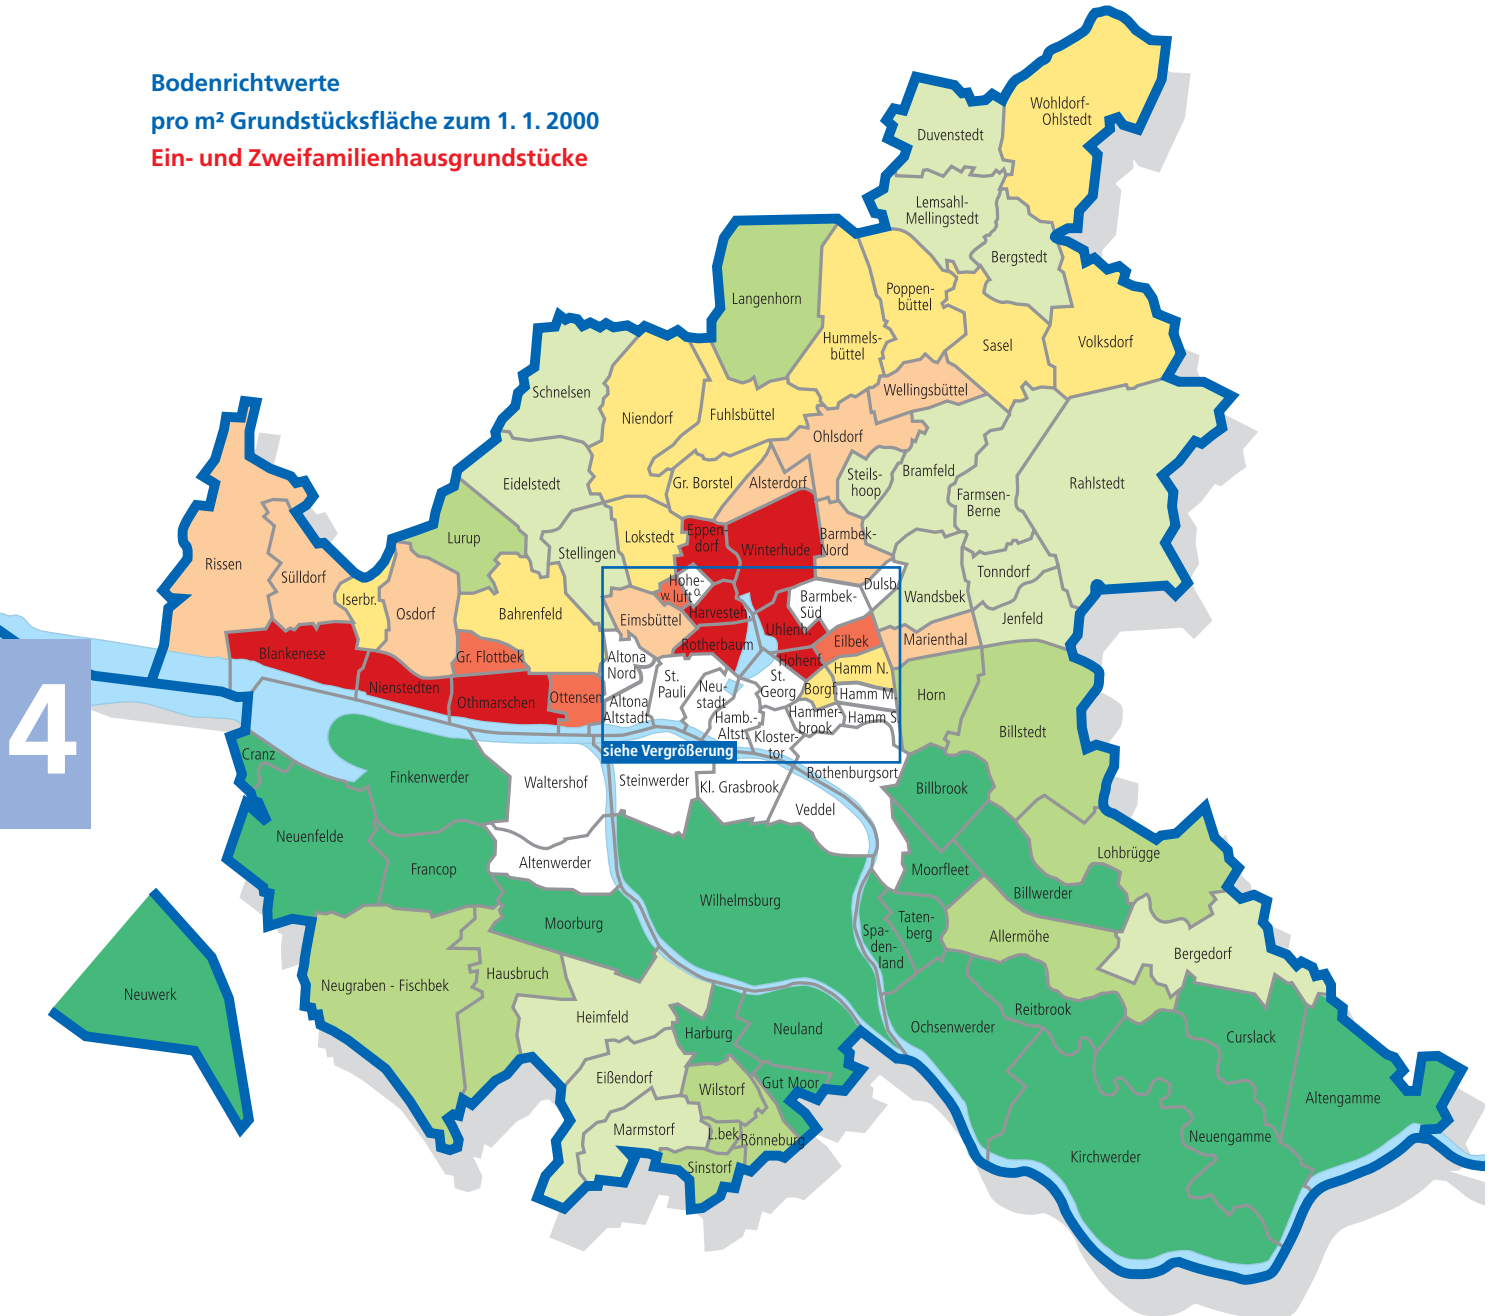 Bodenrichtwerte
pro m² Grundstücksfläche zum 1. 1. 2000
Ein- und Zweifamilienhausgrundstücke
Wohldorf-
Ohlstedt
Duvenstedt
Lemsahl-
Mellingstedt
Bergstedt
Langenhorn
Poppen-
büttel
Hummels-
büttel
Sasel
Volksdorf
Schnelsen
Niendorf
Fuhlsbüttel
Wellingsbüttel
Ohlsdorf
Eidelstedt
Gr. Borstel
Alsterdorf
Steils-
hoop
Bramfeld
Farmsen-
Berne
Rahlstedt
Lurup
Stellingen
Lokstedt
Eppen-
dorf
Winterhude
Barmbek-
Nord
Rissen
Sülldorf
Iserbr.
Osdorf
Bahrenfeld
Hohe-
w. luft o.
Harvesteh.
Barmbek-
Süd
Dulsb.
Wandsbek
Tonndorf
Jenfeld
Eimsbüttel
Rotherbaum
Uhlenh.
Eilbek
Marienthal
Blankenese
Nienstedten
Gr. Flottbek
Othmarschen
Ottensen
Altona
Nord
Altona
Altstadt
St.
Pauli
Neu-
stadt
Hamb.-
Altst.
St.
Georg
Hohenf.
Borgf.
Hamm N.
Hamm M.
Hamm S.
Hammer-
brook
Kloster-
tor
Horn
Billstedt
siehe Vergrößerung
4
Cranz
Finkenwerder
Waltershof
Steinwerder
Kl. Grasbrook
Rothenburgsort
Veddel
Billbrook
Neuenfelde
Francop
Altenwerder
Moorburg
Wilhelmsburg
Moorfleet
Billwerder
Lohbrügge
Spa-
den-
land
Taten-
berg
Allermöhe
Bergedorf
Neuwerk
Neugraben - Fischbek
Hausbruch
Heimfeld
Harburg
Neuland
Ochsenwerder
Reitbrook
Curslack
Altengamme
Eißendorf
Wilstorf
Gut Moor
Marmstorf
L.bek
Rönneburg
Sinstorf
Kirchwerder
Neuengamme